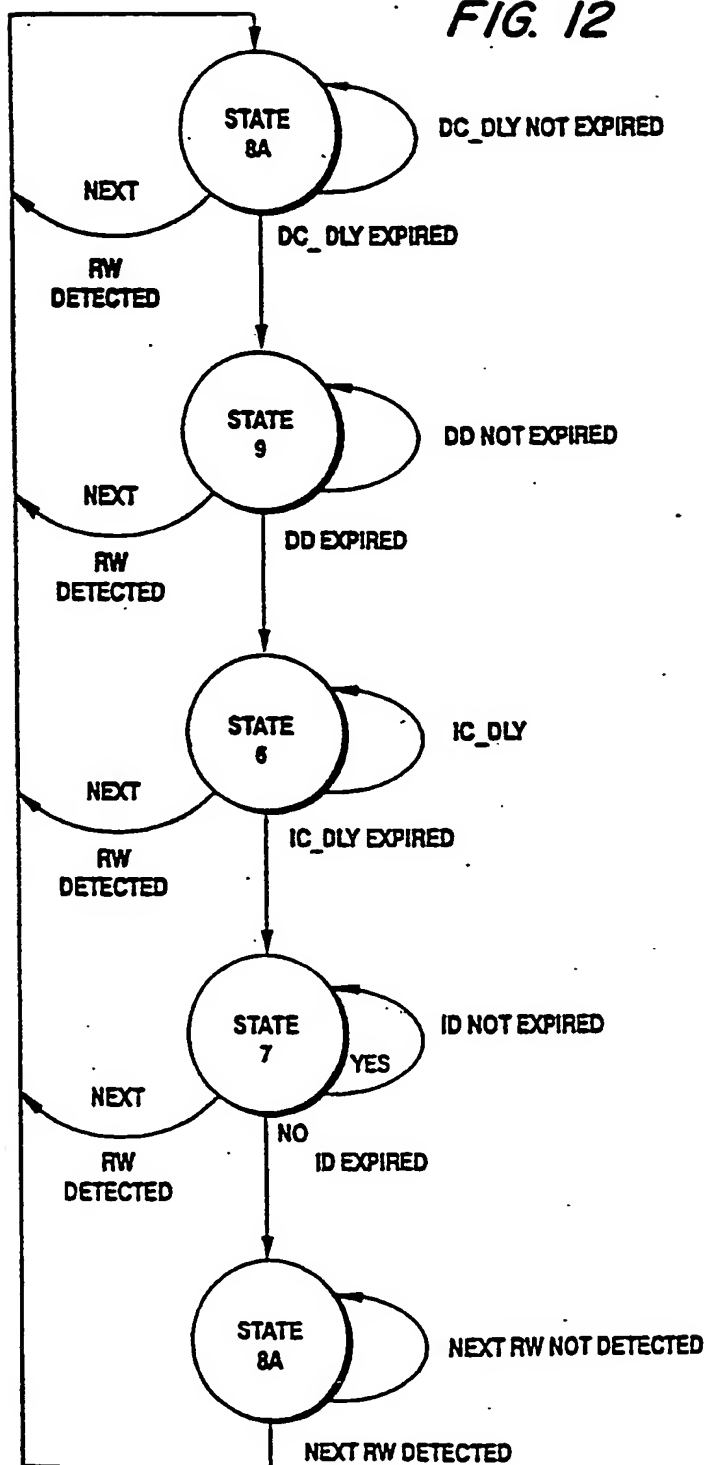 FIG. 12
STATE
8A
DC_DLY NOT EXPIRED
NEXT
RW
DETECTED
DC_DLY EXPIRED
STATE
9
DD NOT EXPIRED
NEXT
RW
DETECTED
DD EXPIRED
STATE
6
IC_DLY
NEXT
RW
DETECTED
IC_DLY EXPIRED
STATE
7
ID NOT EXPIRED
YES
NEXT
RW
DETECTED
NO
ID EXPIRED
STATE
8A
NEXT RW NOT DETECTED
NEXT RW DETECTED